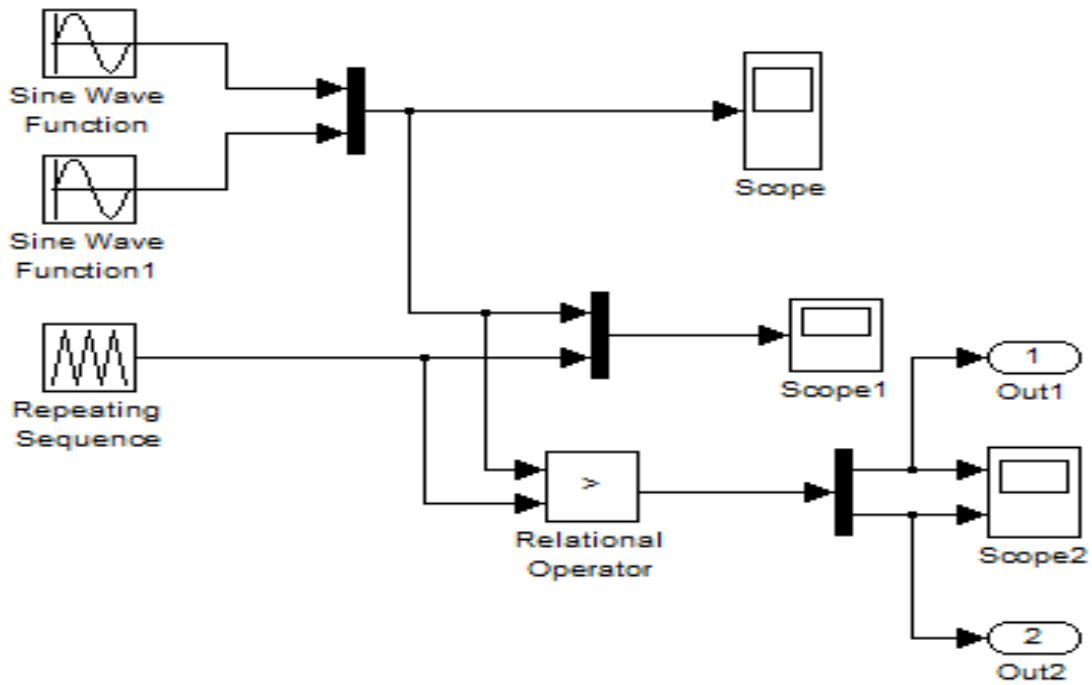 Sine Wave
Function
Scope
Sine Wave
Function1
Repeating
Sequence
Scope1
1
Out1
>
Relational
Operator
Scope2
2
Out2